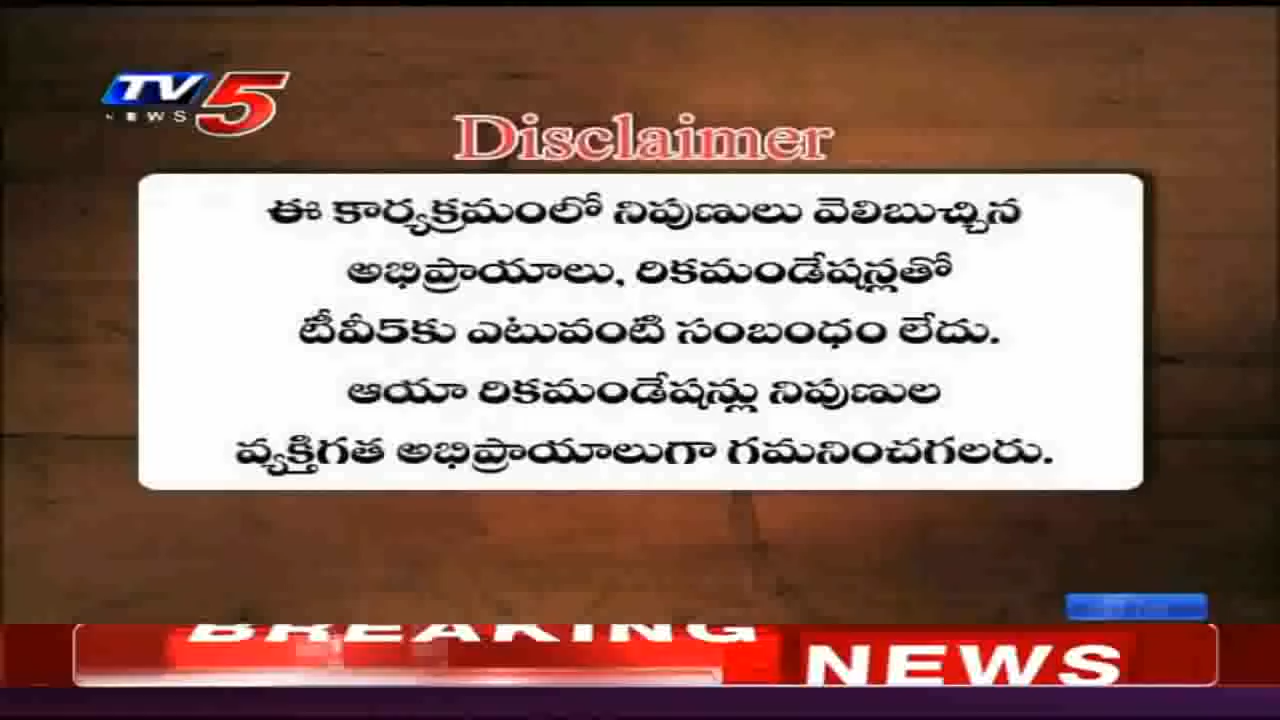 TV5
NEWS
Disclaimer
ఈ కార్యక్రమంలో నిపుణులు వెలిబుచ్చిన
అభిప్రాయాలు, రికమండేషన్లతో
టీవీ5కు ఎటువంటి సంబంధం లేదు.
ఆయా రికమండేషన్లు నిపుణుల
వ్యక్తిగత అభిప్రాయాలుగా గమనించగలరు.
BREAKING
NEWS